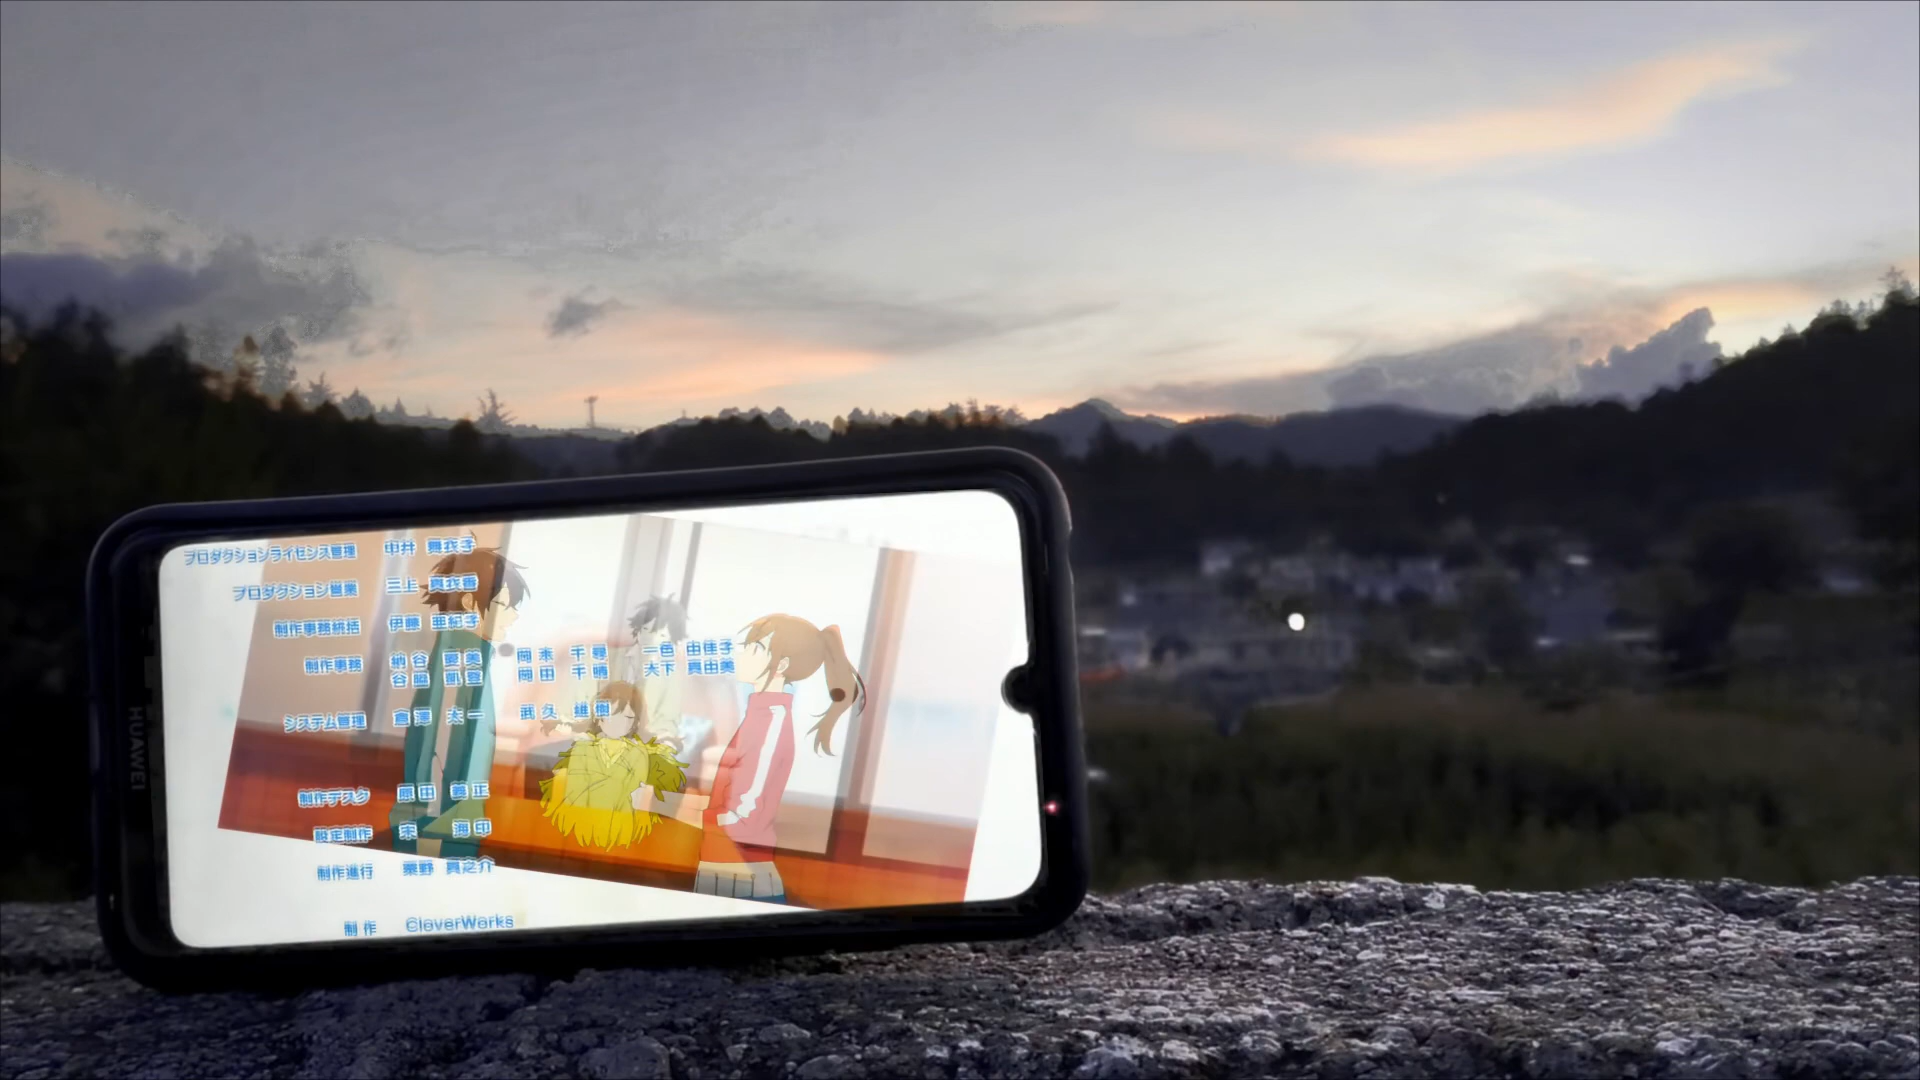 プロダクションライセンス管理　中井　舞衣子
プロダクション営業　三上　真衣香
制作事務統括　伊藤　亜紀子
制作事務　納谷　愛美　岡本　千尋　一色　由佳子
谷脇　凱登　岡田　千晴　大下　真由美
システム管理　倉澤　太一　武久　雄樹
制作デスク　原田　義正
設定制作　宋　海印
制作進行　粟野　真之介
制作　CloverWorks
HUAWEI